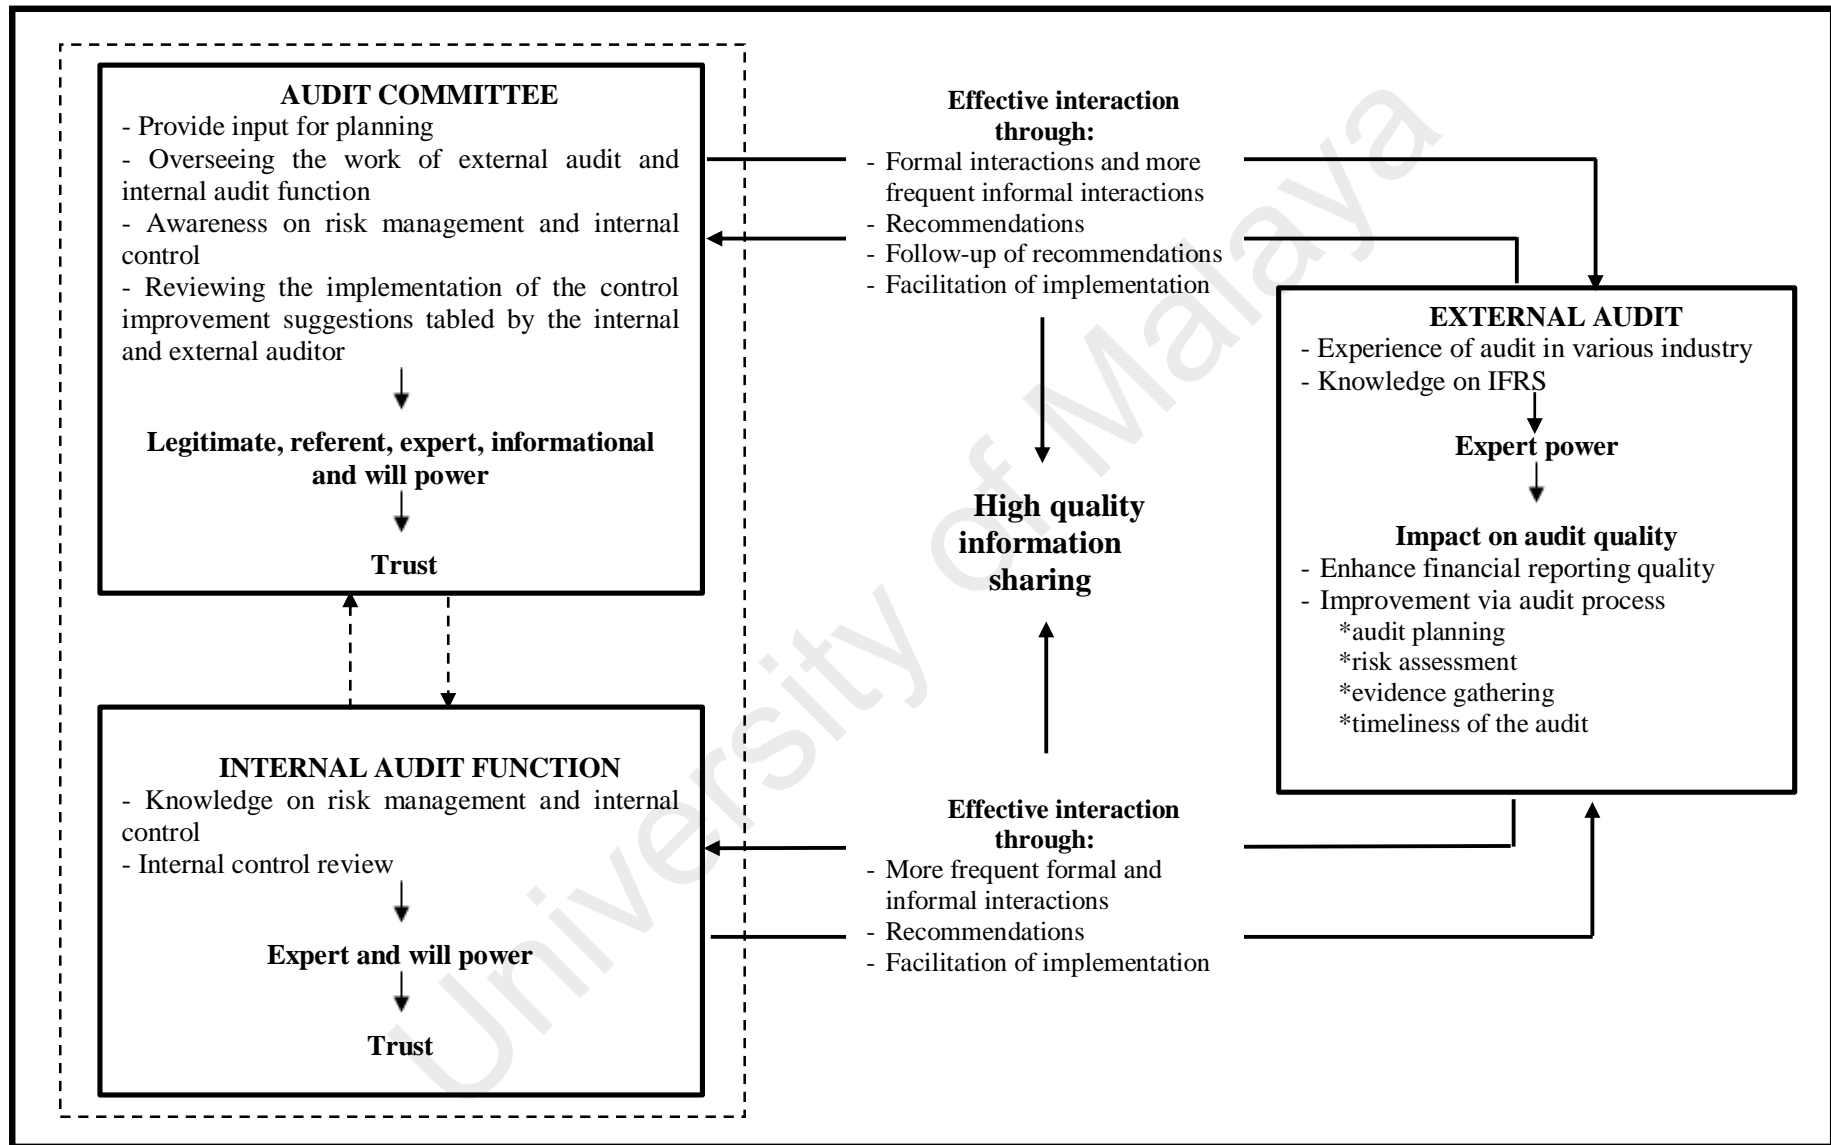 AUDIT COMMITTEE
- Provide input for planning
- Overseeing the work of external audit and
internal audit function
- Awareness on risk management and internal
control
- Reviewing the implementation of the control
improvement suggestions tabled by the internal
and external auditor
Legitimate, referent, expert, informational
and will power
Trust
INTERNAL AUDIT FUNCTION
- Knowledge on risk management and internal
control
- Internal control review
Expert and will power
Trust
Effective interaction
through:
- Formal interactions and more
frequent informal interactions
- Recommendations
- Follow-up of recommendations
- Facilitation of implementation
High quality
information
sharing
Effective interaction
through:
- More frequent formal and
informal interactions
- Recommendations
- Facilitation of implementation
EXTERNAL AUDIT
- Experience of audit in various industry
- Knowledge on IFRS
Expert power
Impact on audit quality
- Enhance financial reporting quality
- Improvement via audit process
*audit planning
*risk assessment
*evidence gathering
*timeliness of the audit
University of Malaya